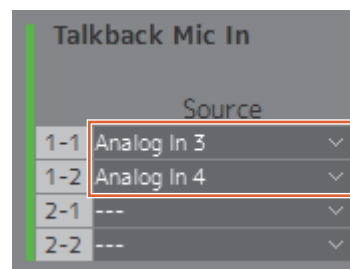 Talkback Mic In
Source
1-1 Analog In 3
1-2 Analog In 4
2-1 ---
2-2 ---